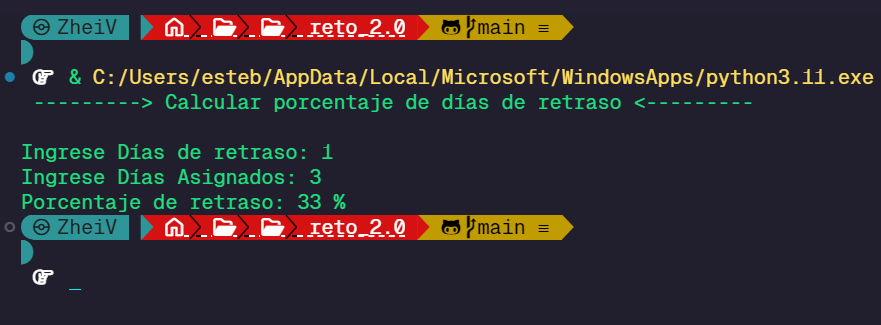 ZheiV reto_2.0 main ≡
& C:/Users/esteb/AppData/Local/Microsoft/WindowsApps/python3.11.exe
---------> Calcular porcentaje de días de retraso <---------
Ingrese Días de retraso: 1
Ingrese Días Asignados: 3
Porcentaje de retraso: 33 %
ZheiV reto_2.0 main ≡
_